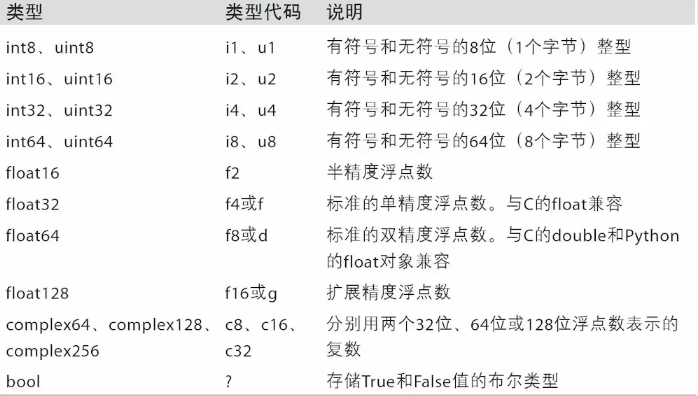 类型 类型代码 说明
int8、uint8 i1、u1 有符号和无符号的8位（1个字节）整型
int16、uint16 i2、u2 有符号和无符号的16位（2个字节）整型
int32、uint32 i4、u4 有符号和无符号的32位（4个字节）整型
int64、uint64 i8、u8 有符号和无符号的64位（8个字节）整型
float16 f2 半精度浮点数
float32 f4或f 标准的单精度浮点数。与C的float兼容
float64 f8或d 标准的双精度浮点数。与C的double和Python
的float对象兼容
float128 f16或g 扩展精度浮点数
complex64、complex128、 c8、c16、 分别用两个32位、64位或128位浮点数表示的
complex256 c32 复数
bool ? 存储True和False值的布尔类型